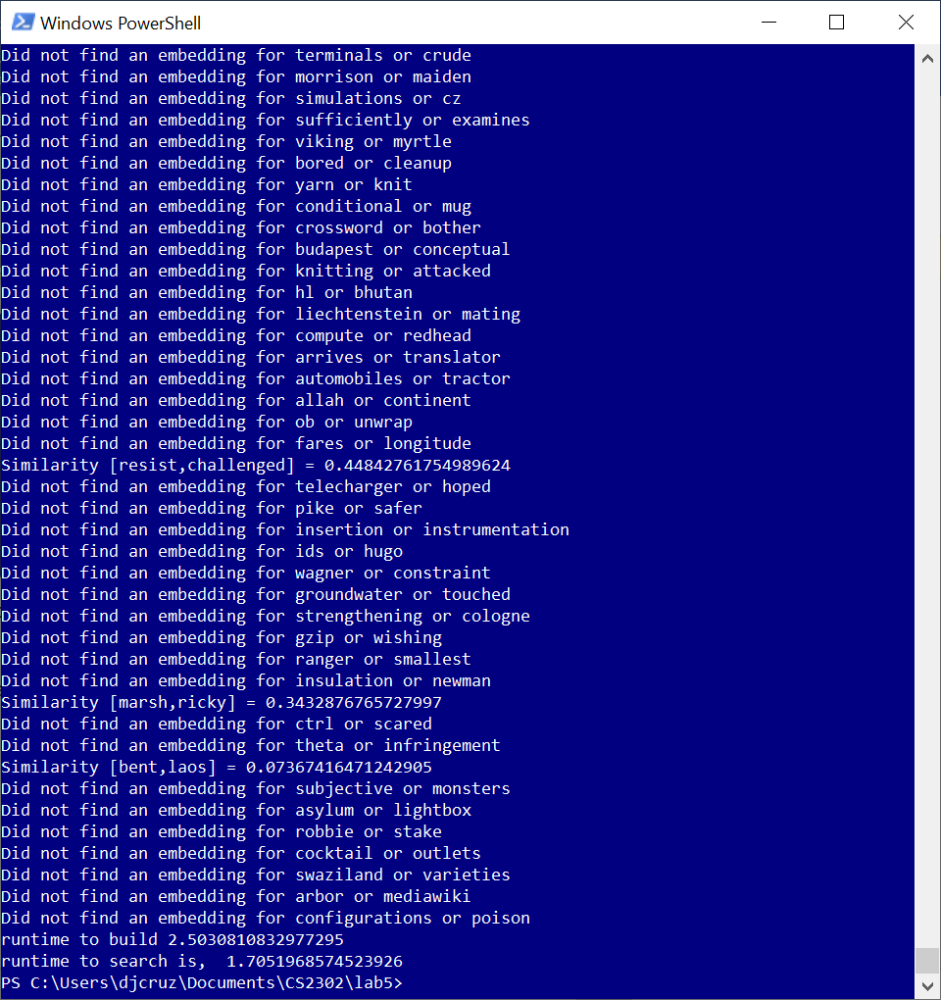 Windows PowerShell
Did not find an embedding for terminals or crude
Did not find an embedding for morrison or maiden
Did not find an embedding for simulations or cz
Did not find an embedding for sufficiently or examines
Did not find an embedding for viking or myrtle
Did not find an embedding for bored or cleanup
Did not find an embedding for yarn or knit
Did not find an embedding for conditional or mug
Did not find an embedding for crossword or bother
Did not find an embedding for budapest or conceptual
Did not find an embedding for knitting or attacked
Did not find an embedding for hl or bhutan
Did not find an embedding for liechtenstein or mating
Did not find an embedding for compute or redhead
Did not find an embedding for arrives or translator
Did not find an embedding for automobiles or tractor
Did not find an embedding for allah or continent
Did not find an embedding for ob or unwrap
Did not find an embedding for fares or longitude
Similarity [resist,challenged] = 0.44842761754989624
Did not find an embedding for telecharger or hoped
Did not find an embedding for pike or safer
Did not find an embedding for insertion or instrumentation
Did not find an embedding for ids or hugo
Did not find an embedding for wagner or constraint
Did not find an embedding for groundwater or touched
Did not find an embedding for strengthening or cologne
Did not find an embedding for gzip or wishing
Did not find an embedding for ranger or smallest
Did not find an embedding for insulation or newman
Similarity [marsh,ricky] = 0.3432876765727997
Did not find an embedding for ctrl or scared
Did not find an embedding for theta or infringement
Similarity [bent,laos] = 0.07367416471242905
Did not find an embedding for subjective or monsters
Did not find an embedding for asylum or lightbox
Did not find an embedding for robbie or stake
Did not find an embedding for cocktail or outlets
Did not find an embedding for swaziland or varieties
Did not find an embedding for arbor or mediawiki
Did not find an embedding for configurations or poison
runtime to build 2.5030810832977295
runtime to search is,  1.7051968574523926
PS C:\Users\djcruz\Documents\CS2302\lab5>